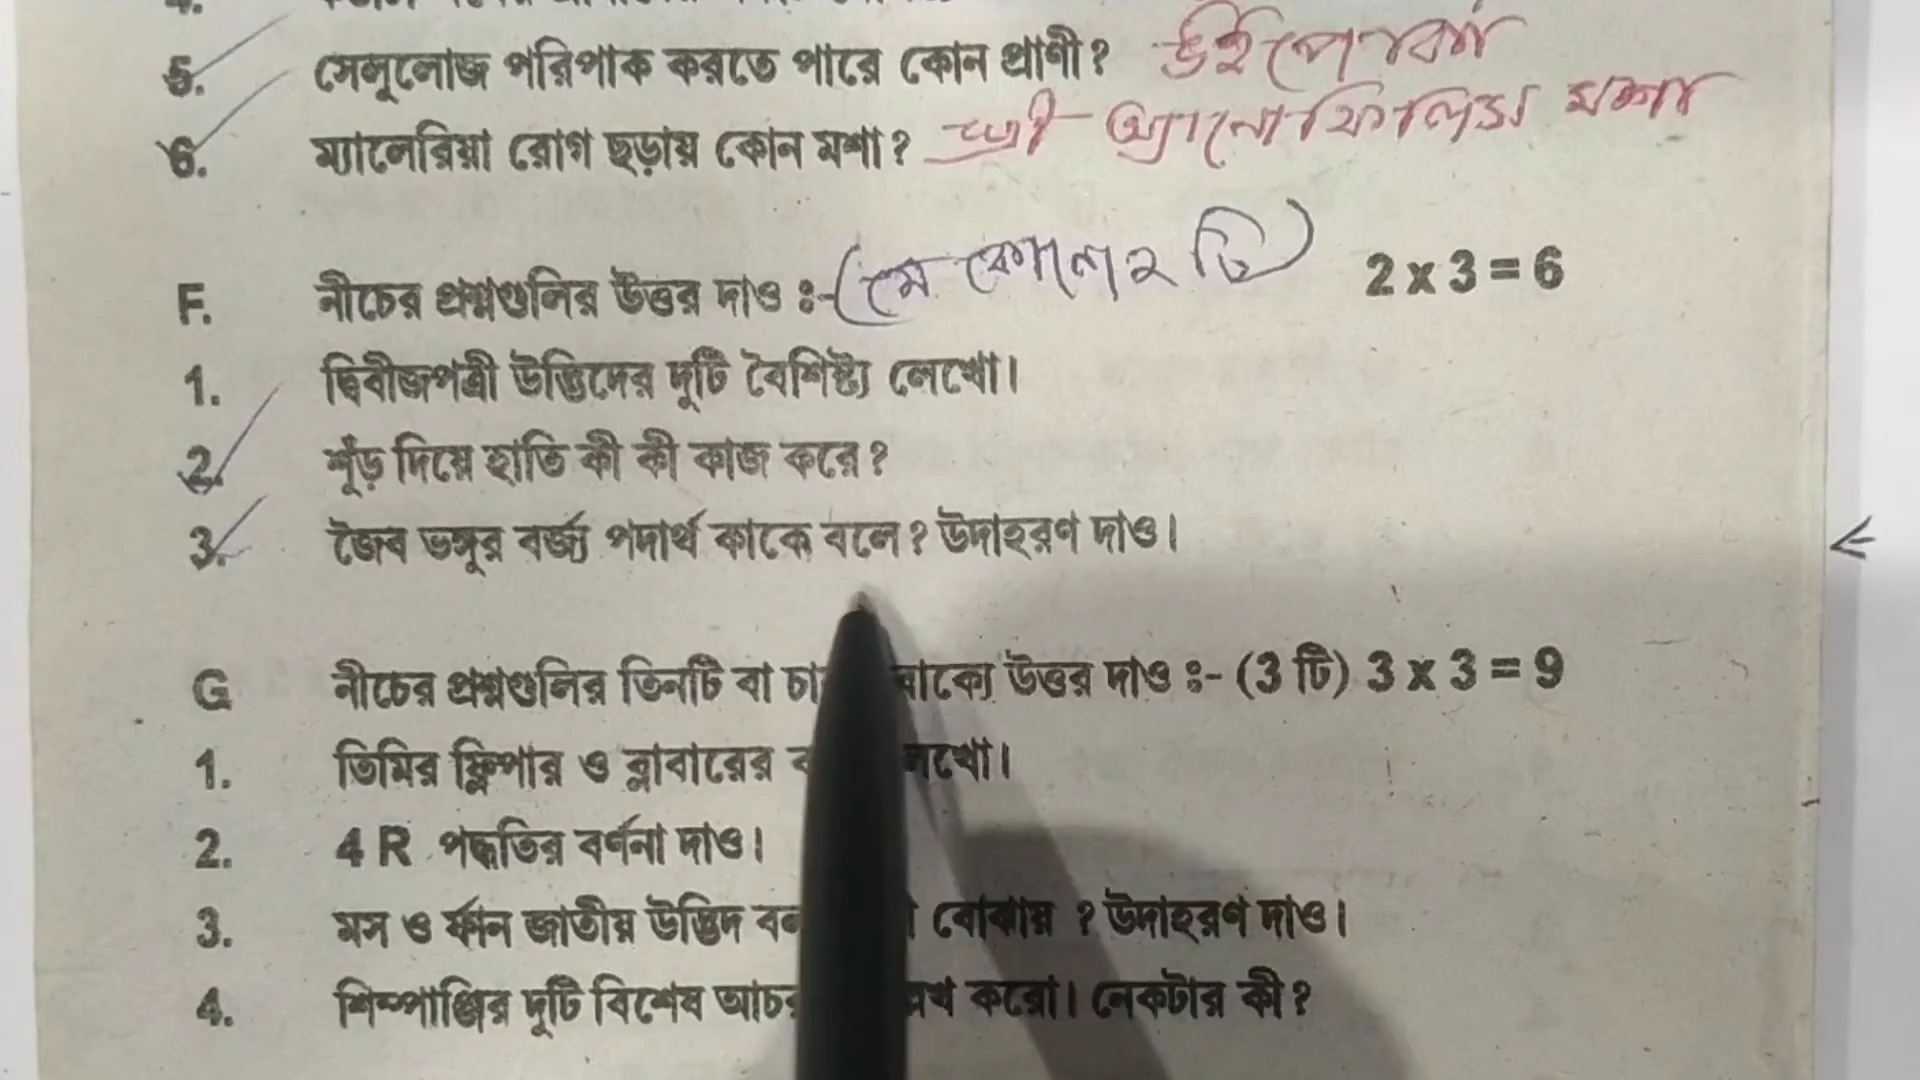 5. সেলুলোজ পরিপাক করতে পারে কোন প্রাণী? উইপোকা
6. ম্যালেরিয়া রোগ ছড়ায় কোন মশা? স্ত্রী অ্যানোফিলিস মশা
F. নীচের প্রশ্নগুলির উত্তর দাও :- (যে কোনো ২ টি) 2 x 3 = 6
1. দ্বিবীজপত্রী উদ্ভিদের দুটি বৈশিষ্ট্য লেখো।
2. শুঁড় দিয়ে হাতি কী কী কাজ করে?
3. জৈব ভঙ্গুর বর্জ্য পদার্থ কাকে বলে? উদাহরণ দাও।
G নীচের প্রশ্নগুলির তিনটি বা বাক্যে উত্তর দাও :- (3 টি) 3 x 3 = 9
1. তিমির ফ্লিপার ও ব্লাবারের
2. 4 R পদ্ধতির বর্ণনা দাও।
3. মস ও ফার্ন জাতীয় উদ্ভিদ বোঝায় ? উদাহরণ দাও।
4. শিম্পাঞ্জির দুটি বিশেষ করো। নেকটার কী?